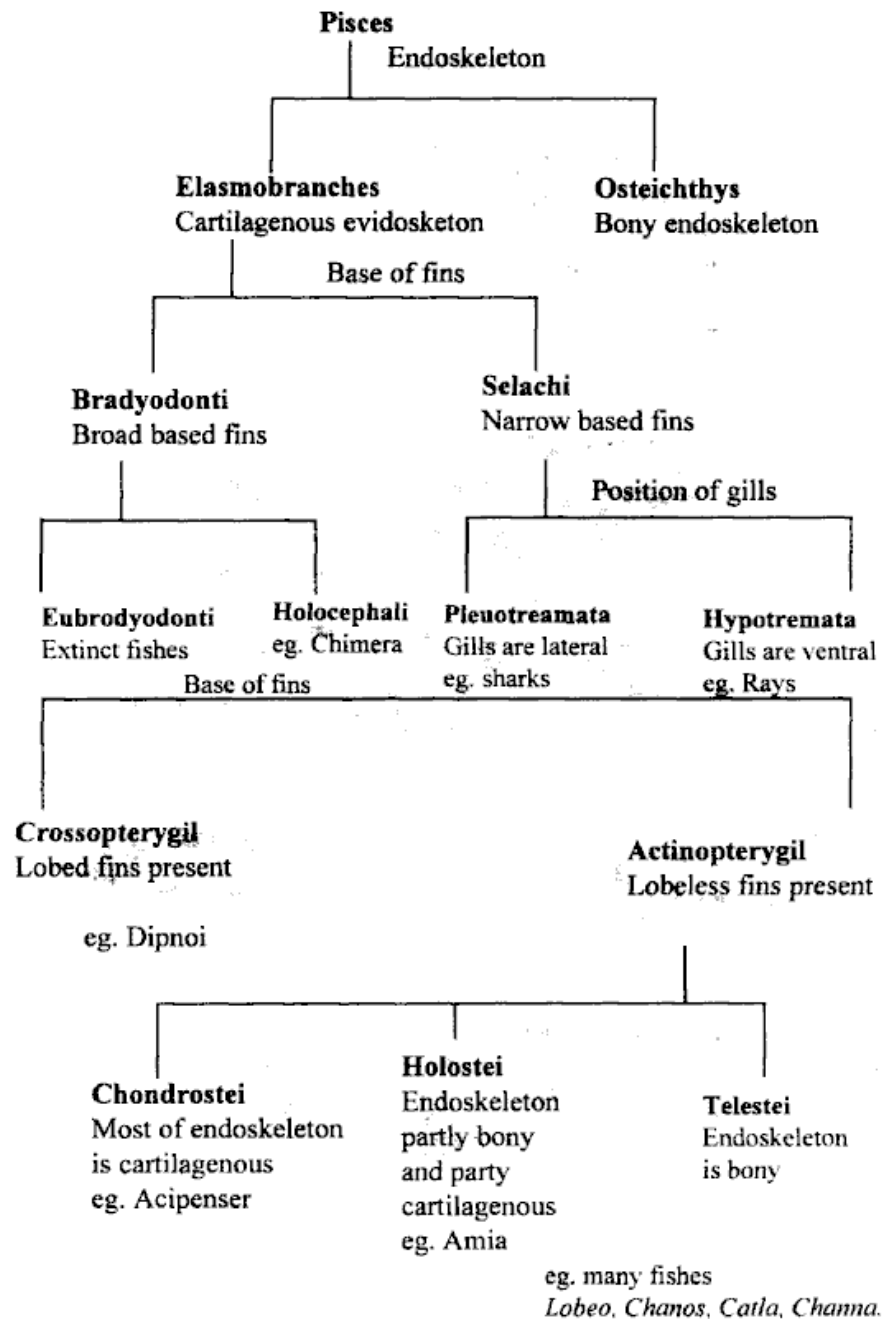 Pisces
Endoskeleton
Elasmobranches
Cartilagenous evidosketon
Osteichthys
Bony endoskeleton
Base of fins
Bradyodonti
Broad based fins
Selachi
Narrow based fins
Position of gills
Eubrodyodonti
Extinct fishes
Holocephali
eg. Chimera
Pleuotreamata
Gills are lateral
eg. sharks
Hypotremata
Gills are ventral
eg. Rays
Base of fins
Crossopterygil
Lobed fins present
eg. Dipnoi
Actinopterygil
Lobeless fins present
Chondrostei
Most of endoskeleton
is cartilagenous
eg. Acipenser
Holostei
Endoskeleton
partly bony
and party
cartilagenous
eg. Amia
Telestei
Endoskeleton
is bony
eg. many fishes
Lobeo, Chanos, Catla, Channa.